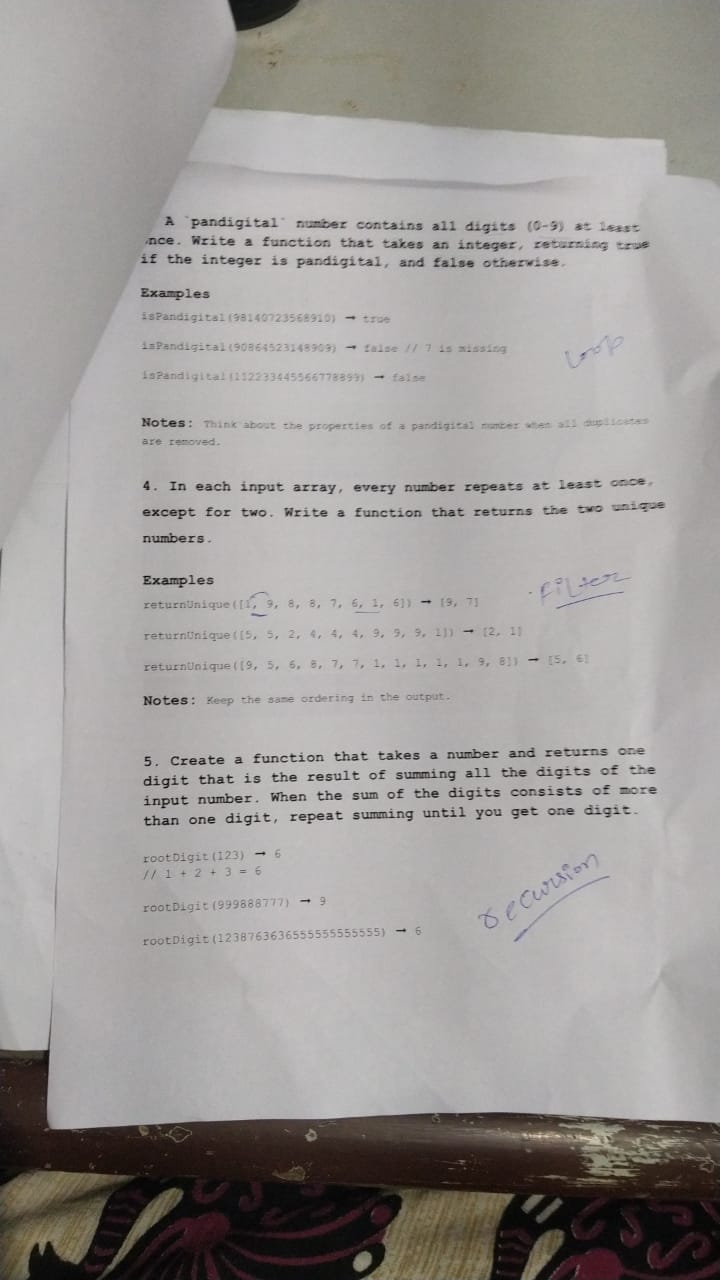 A `pandigital` number contains all digits (0-9) at least
nce. Write a function that takes an integer, returning true
if the integer is pandigital, and false otherwise.
Examples
isPandigital(98140723568910) → true
isPandigital(90864523148909) → false // 7 is missing
loop
isPandigital(112233445566778899) → false
Notes: Think about the properties of a pandigital number when all duplicates
are removed.
4. In each input array, every number repeats at least once,
except for two. Write a function that returns the two unique
numbers.
Examples
filter
returnUnique([1, 9, 8, 8, 7, 6, 1, 6]) → [9, 7]
returnUnique([5, 5, 2, 4, 4, 4, 9, 9, 9, 1]) → [2, 1]
returnUnique([9, 5, 6, 8, 7, 7, 1, 1, 1, 1, 1, 9, 8]) → [5, 6]
Notes: Keep the same ordering in the output.
5. Create a function that takes a number and returns one
digit that is the result of summing all the digits of the
input number. When the sum of the digits consists of more
than one digit, repeat summing until you get one digit.
rootDigit(123) → 6
// 1 + 2 + 3 = 6
recursion
rootDigit(999888777) → 9
rootDigit(1238763636555555555555) → 6